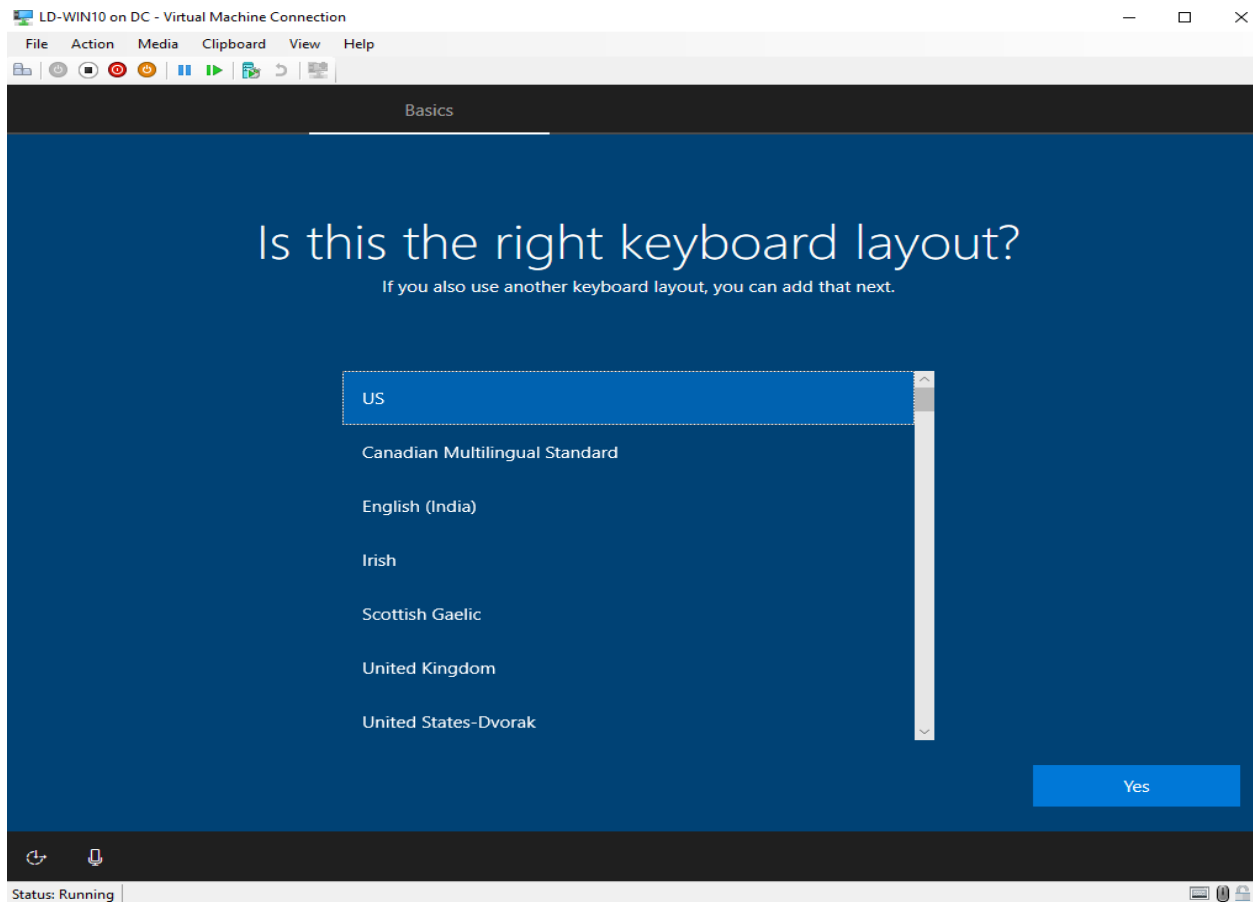 LD-WIN10 on DC - Virtual Machine Connection
File Action Media Clipboard View Help
Basics
Is this the right keyboard layout?
If you also use another keyboard layout, you can add that next.
US
Canadian Multilingual Standard
English (India)
Irish
Scottish Gaelic
United Kingdom
United States-Dvorak
Yes
Status: Running